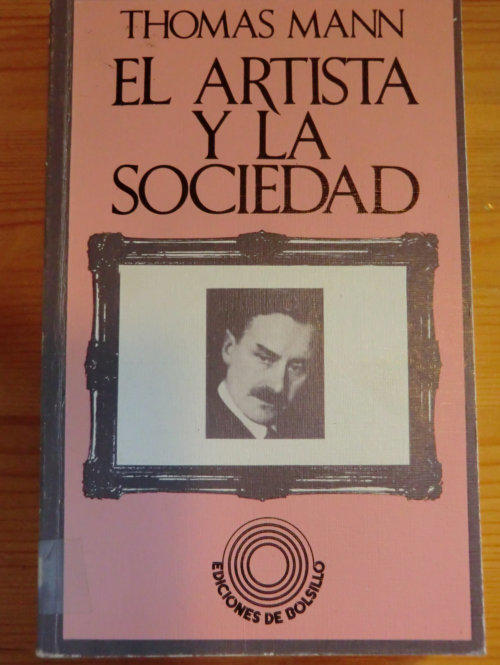 THOMAS MANN
EL ARTISTA
Y LA
SOCIEDAD
EDICIONES DE BOLSILLO